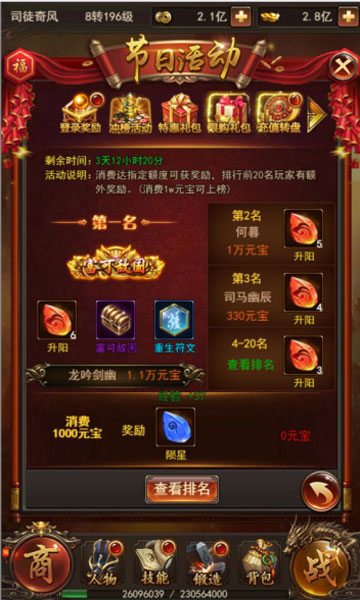 司徒奇风 8转196级 2.1亿 2.8亿
福 节日活动
登录奖励 冲榜活动 特惠礼包 限购礼包 充值转盘
剩余时间: 3天12小时20分
活动说明: 消费达指定额度可获奖励, 排行前20名玩家有额
外奖励。(消费1w元宝可上榜)
第一名
富可敌国
6 升阳
富可敌国
重生符文
龙吟剑幽 1.1万元宝
第2名
何暮
1万元宝
5 升阳
第3名
司马幽辰
330元宝
4 升阳
4-20名
查看排名
3 升阳
经验 +39
消费
1000元宝
奖励
陨星
0元宝
查看排名
商 人物 技能 锻造 背包 战
26096039 / 230564000